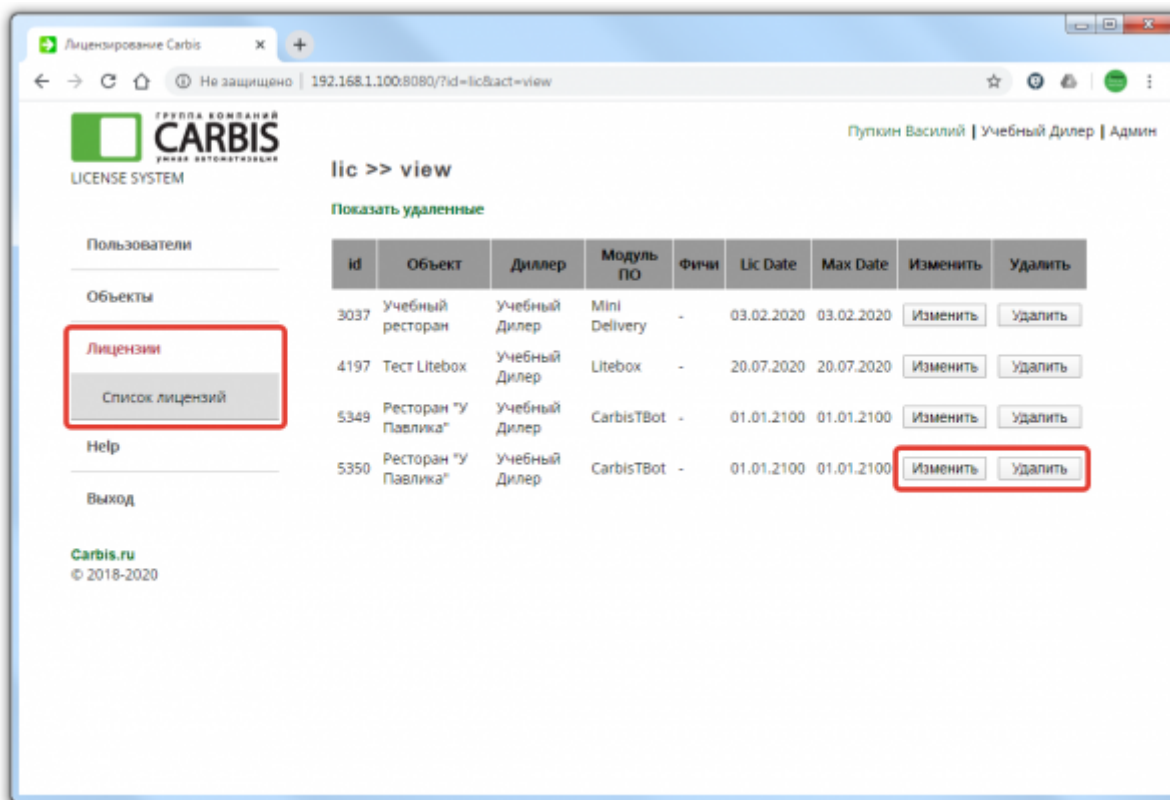 Лицензирование Carbis
Не защищено | 192.168.1.100:8080/?id=lic&act=view
ГРУППА КОМПАНИЙ
CARBIS
умная автоматизация
LICENSE SYSTEM
Пупкин Василий | Учебный Дилер | Админ
lic >> view
Показать удаленные
Пользователи
Объекты
Лицензии
Список лицензий
Help
Выход
Carbis.ru
© 2018-2020
id Объект Диллер Модуль ПО Фичи Lic Date Max Date Изменить Удалить
3037 Учебный ресторан Учебный Дилер Mini Delivery - 03.02.2020 03.02.2020 Изменить Удалить
4197 Тест Litebox Учебный Дилер Litebox - 20.07.2020 20.07.2020 Изменить Удалить
5349 Ресторан "У Павлика" Учебный Дилер CarbisTBot - 01.01.2100 01.01.2100 Изменить Удалить
5350 Ресторан "У Павлика" Учебный Дилер CarbisTBot - 01.01.2100 01.01.2100 Изменить Удалить